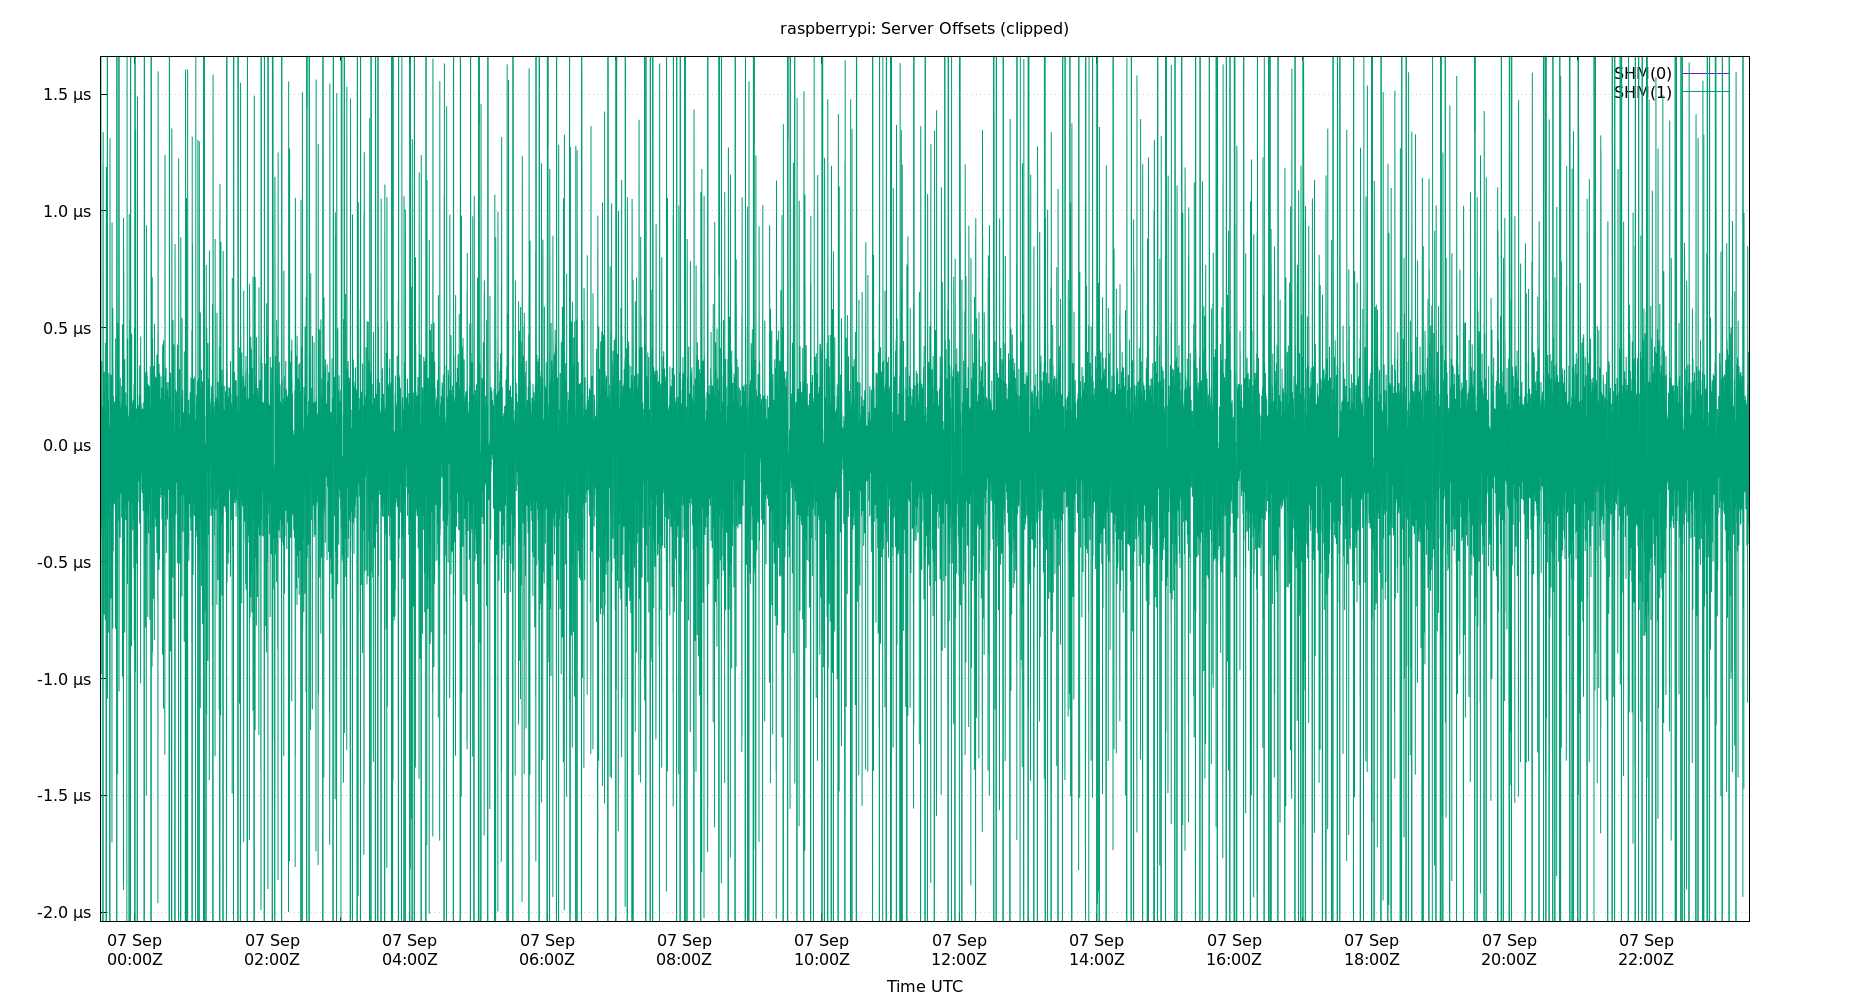 raspberrypi: Server Offsets (clipped)
SHM(0)
SHM(1)
1.5 µs
1.0 µs
0.5 µs
0.0 µs
-0.5 µs
-1.0 µs
-1.5 µs
-2.0 µs
07 Sep 07 Sep 07 Sep 07 Sep 07 Sep 07 Sep 07 Sep 07 Sep 07 Sep 07 Sep 07 Sep 07 Sep
00:00Z 02:00Z 04:00Z 06:00Z 08:00Z 10:00Z 12:00Z 14:00Z 16:00Z 18:00Z 20:00Z 22:00Z
Time UTC